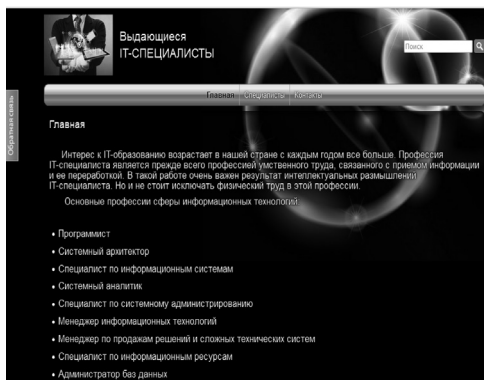 Выдающиеся
IT-СПЕЦИАЛИСТЫ
Поиск
Главная Специалисты Контакты
Обратная связь
Главная
Интерес к IT-образованию возрастает в нашей стране с каждым годом все больше. Профессия
IT-специалиста является прежде всего профессией умственного труда, связанного с приемом информации
и ее переработкой. В такой работе очень важен результат интеллектуальных размышлений
IT-специалиста. Но и не стоит исключать физический труд в этой профессии.
Основные профессии сферы информационных технологий
• Программист
• Системный архитектор
• Специалист по информационным системам
• Системный аналитик
• Специалист по системному администрированию
• Менеджер информационных технологий
• Менеджер по продажам решений и сложных технических систем
• Специалист по информационным ресурсам
• Администратор баз данных